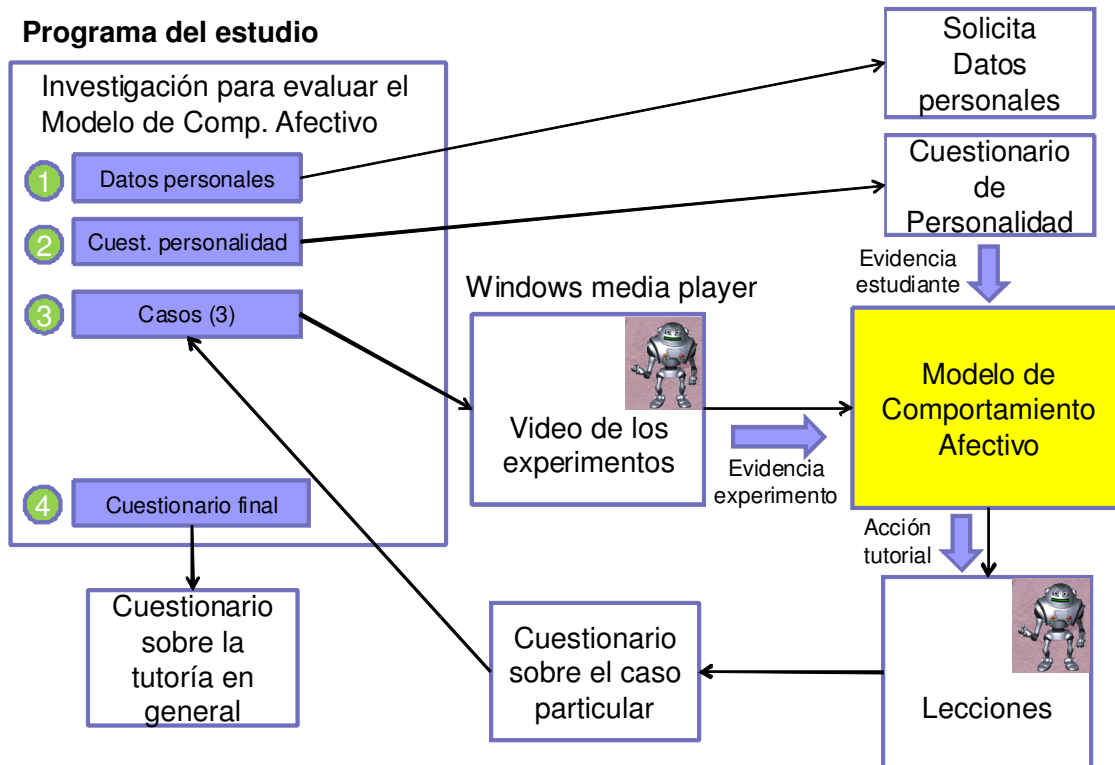 Programa del estudio
Investigación para evaluar el
Modelo de Comp. Afectivo
1
Datos personales
2
Cuest. personalidad
3
Casos (3)
4
Cuestionario final
Solicita
Datos
personales
Cuestionario
de
Personalidad
Evidencia
estudiante
Windows media player
Video de los
experimentos
Evidencia
experimento
Modelo de
Comportamiento
Afectivo
Acción
tutorial
Lecciones
Cuestionario
sobre el caso
particular
Cuestionario
sobre la
tutoría en
general